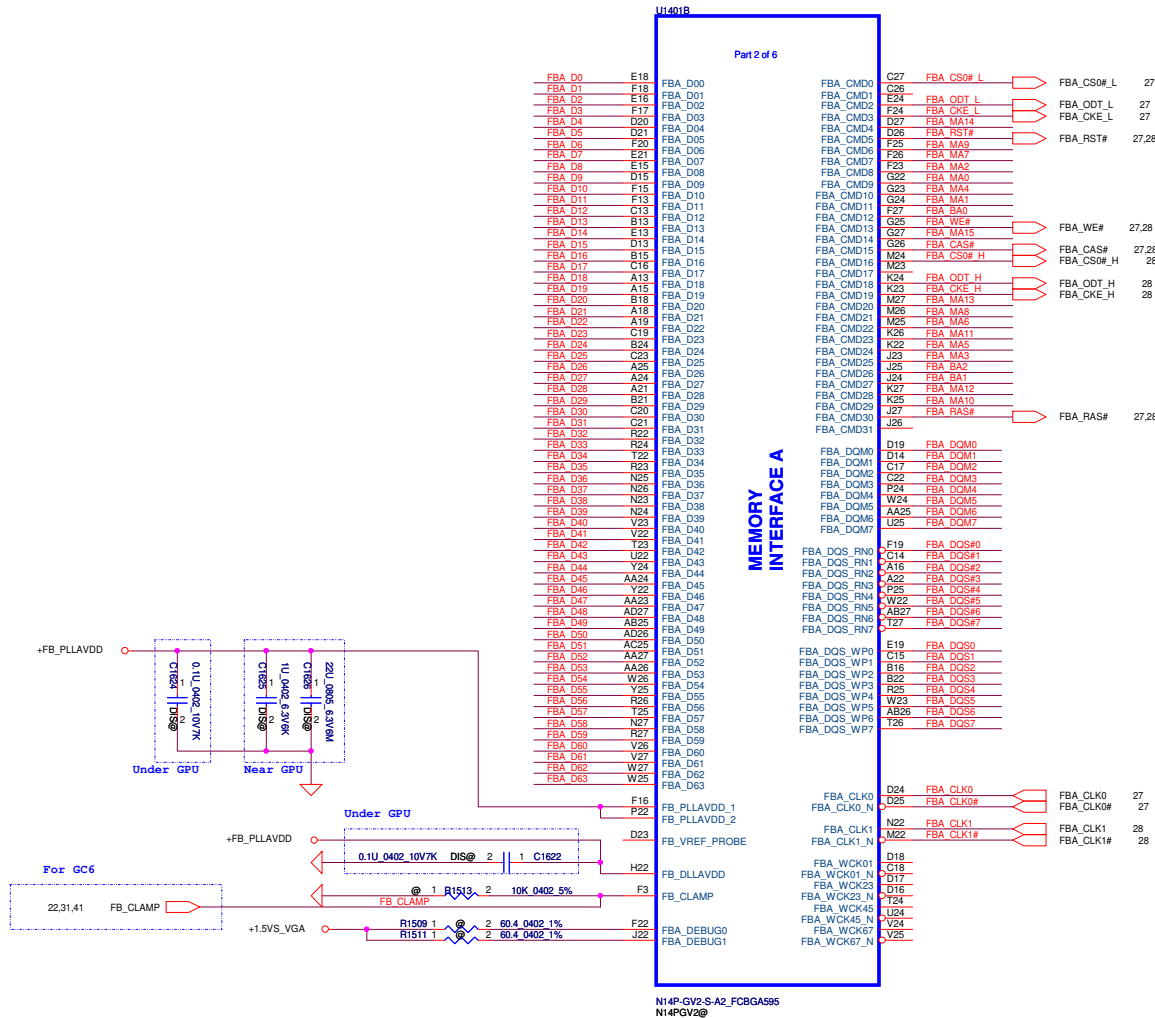 U1401B
Part 2 of 6
FBA_D0 E18 FBA_D00
FBA_D1 F18 FBA_D01
FBA_D2 E16 FBA_D02
FBA_D3 F17 FBA_D03
FBA_D4 D20 FBA_D04
FBA_D5 D21 FBA_D05
FBA_D6 F20 FBA_D06
FBA_D7 E21 FBA_D07
FBA_D8 E15 FBA_D08
FBA_D9 D15 FBA_D09
FBA_D10 F15 FBA_D10
FBA_D11 F13 FBA_D11
FBA_D12 C13 FBA_D12
FBA_D13 B13 FBA_D13
FBA_D14 E13 FBA_D14
FBA_D15 D13 FBA_D15
FBA_D16 B15 FBA_D16
FBA_D17 C16 FBA_D17
FBA_D18 A13 FBA_D18
FBA_D19 A15 FBA_D19
FBA_D20 B18 FBA_D20
FBA_D21 A18 FBA_D21
FBA_D22 A19 FBA_D22
FBA_D23 C19 FBA_D23
FBA_D24 B24 FBA_D24
FBA_D25 C23 FBA_D25
FBA_D26 A25 FBA_D26
FBA_D27 A24 FBA_D27
FBA_D28 A21 FBA_D28
FBA_D29 B21 FBA_D29
FBA_D30 C20 FBA_D30
FBA_D31 C21 FBA_D31
FBA_D32 R22 FBA_D32
FBA_D33 R24 FBA_D33
FBA_D34 T22 FBA_D34
FBA_D35 R23 FBA_D35
FBA_D36 N25 FBA_D36
FBA_D37 N26 FBA_D37
FBA_D38 N23 FBA_D38
FBA_D39 N24 FBA_D39
FBA_D40 V23 FBA_D40
FBA_D41 V22 FBA_D41
FBA_D42 T23 FBA_D42
FBA_D43 U22 FBA_D43
FBA_D44 Y24 FBA_D44
FBA_D45 AA24 FBA_D45
FBA_D46 Y22 FBA_D46
FBA_D47 AA23 FBA_D47
FBA_D48 AD27 FBA_D48
FBA_D49 AB25 FBA_D49
FBA_D50 AD26 FBA_D50
FBA_D51 AC25 FBA_D51
FBA_D52 AA27 FBA_D52
FBA_D53 AA26 FBA_D53
FBA_D54 W26 FBA_D54
FBA_D55 Y25 FBA_D55
FBA_D56 R26 FBA_D56
FBA_D57 T25 FBA_D57
FBA_D58 N27 FBA_D58
FBA_D59 R27 FBA_D59
FBA_D60 V26 FBA_D60
FBA_D61 V27 FBA_D61
FBA_D62 W27 FBA_D62
FBA_D63 W25 FBA_D63
F16 FB_PLLAVDD_1
P22 FB_PLLAVDD_2
D23 FB_VREF_PROBE
H22 FB_DLLAVDD
F3 FB_CLAMP
F22 FBA_DEBUG0
J22 FBA_DEBUG1
MEMORY
INTERFACE A
FBA_CMD0 C27 FBA_CS0#_L FBA_CS0#_L 27
FBA_CMD1 C26
FBA_CMD2 E24 FBA_ODT_L FBA_ODT_L 27
FBA_CMD3 F24 FBA_CKE_L FBA_CKE_L 27
FBA_CMD4 D27 FBA_MA14
FBA_CMD5 D26 FBA_RST# FBA_RST# 27,28
FBA_CMD6 F25 FBA_MA9
FBA_CMD7 F26 FBA_MA7
FBA_CMD8 F23 FBA_MA2
FBA_CMD9 G22 FBA_MA0
FBA_CMD10 G23 FBA_MA4
FBA_CMD11 G24 FBA_MA1
FBA_CMD12 F27 FBA_BA0
FBA_CMD13 G25 FBA_WE# FBA_WE# 27,28
FBA_CMD14 G27 FBA_MA15
FBA_CMD15 G26 FBA_CAS# FBA_CAS# 27,28
FBA_CMD16 M24 FBA_CS0#_H FBA_CS0#_H 28
FBA_CMD17 M23
FBA_CMD18 K24 FBA_ODT_H FBA_ODT_H 28
FBA_CMD19 K23 FBA_CKE_H FBA_CKE_H 28
FBA_CMD20 M27 FBA_MA13
FBA_CMD21 M26 FBA_MA8
FBA_CMD22 M25 FBA_MA6
FBA_CMD23 K26 FBA_MA11
FBA_CMD24 K22 FBA_MA5
FBA_CMD25 J23 FBA_MA3
FBA_CMD26 J25 FBA_BA2
FBA_CMD27 J24 FBA_BA1
FBA_CMD28 K27 FBA_MA12
FBA_CMD29 K25 FBA_MA10
FBA_CMD30 J27 FBA_RAS# FBA_RAS# 27,28
FBA_CMD31 J26
FBA_DQM0 D19 FBA_DQM0
FBA_DQM1 D14 FBA_DQM1
FBA_DQM2 C17 FBA_DQM2
FBA_DQM3 C22 FBA_DQM3
FBA_DQM4 P24 FBA_DQM4
FBA_DQM5 W24 FBA_DQM5
FBA_DQM6 AA25 FBA_DQM6
FBA_DQM7 U25 FBA_DQM7
FBA_DQS_RN0 F19 FBA_DQS#0
FBA_DQS_RN1 C14 FBA_DQS#1
FBA_DQS_RN2 A16 FBA_DQS#2
FBA_DQS_RN3 A22 FBA_DQS#3
FBA_DQS_RN4 P25 FBA_DQS#4
FBA_DQS_RN5 W22 FBA_DQS#5
FBA_DQS_RN6 AB27 FBA_DQS#6
FBA_DQS_RN7 T27 FBA_DQS#7
FBA_DQS_WP0 E19 FBA_DQS0
FBA_DQS_WP1 C15 FBA_DQS1
FBA_DQS_WP2 B16 FBA_DQS2
FBA_DQS_WP3 B22 FBA_DQS3
FBA_DQS_WP4 R25 FBA_DQS4
FBA_DQS_WP5 W23 FBA_DQS5
FBA_DQS_WP6 AB26 FBA_DQS6
FBA_DQS_WP7 T26 FBA_DQS7
FBA_CLK0 D24 FBA_CLK0 FBA_CLK0 27
FBA_CLK0_N D25 FBA_CLK0# FBA_CLK0# 27
FBA_CLK1 N22 FBA_CLK1 FBA_CLK1 28
FBA_CLK1_N M22 FBA_CLK1# FBA_CLK1# 28
FBA_WCK01 D18
FBA_WCK01_N C18
FBA_WCK23 D17
FBA_WCK23_N D16
FBA_WCK45 T24
FBA_WCK45_N U24
FBA_WCK67 V24
FBA_WCK67_N V25
+FB_PLLAVDD
C1624 1 DIS@ 2
0.1U_0402_10V7K
C1625 1 DIS@ 2
1U_0402_6.3V6K
C1626 1 DIS@ 2
22U_0805_6.3V6M
Under GPU
Near GPU
Under GPU
+FB_PLLAVDD
0.1U_0402_10V7K DIS@ 2 1 C1622
For GC6
@ 1 R1513 2 10K_0402_5%
FB_CLAMP
22,31,41 FB_CLAMP
+1.5VS_VGA
R1509 1 @ 2 60.4_0402_1%
R1511 1 @ 2 60.4_0402_1%
N14P-GV2-S-A2_FCBGA595
N14PGV2@